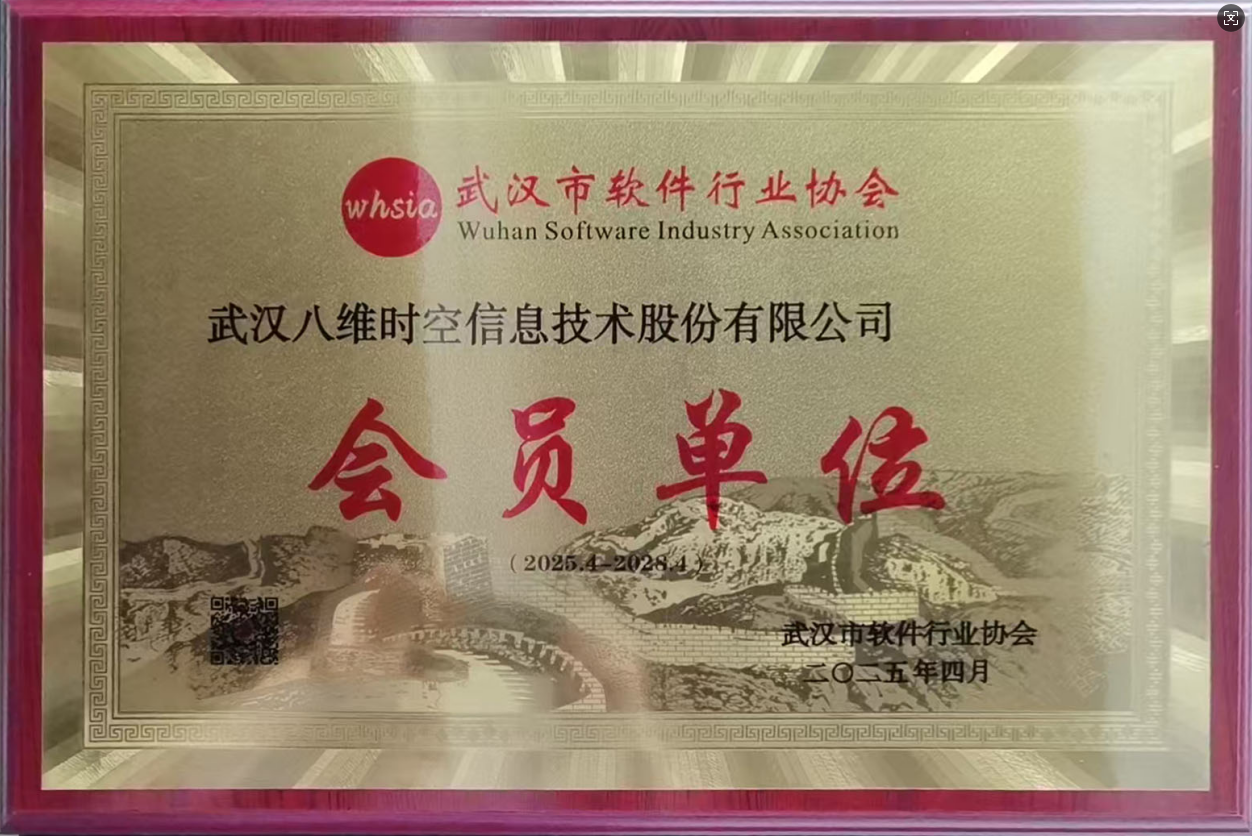 whsia
武汉市软件行业协会
Wuhan Software Industry Association
武汉八维时空信息技术股份有限公司
会员单位
（2025.4-2028.4）
武汉市软件行业协会
二〇二五年四月